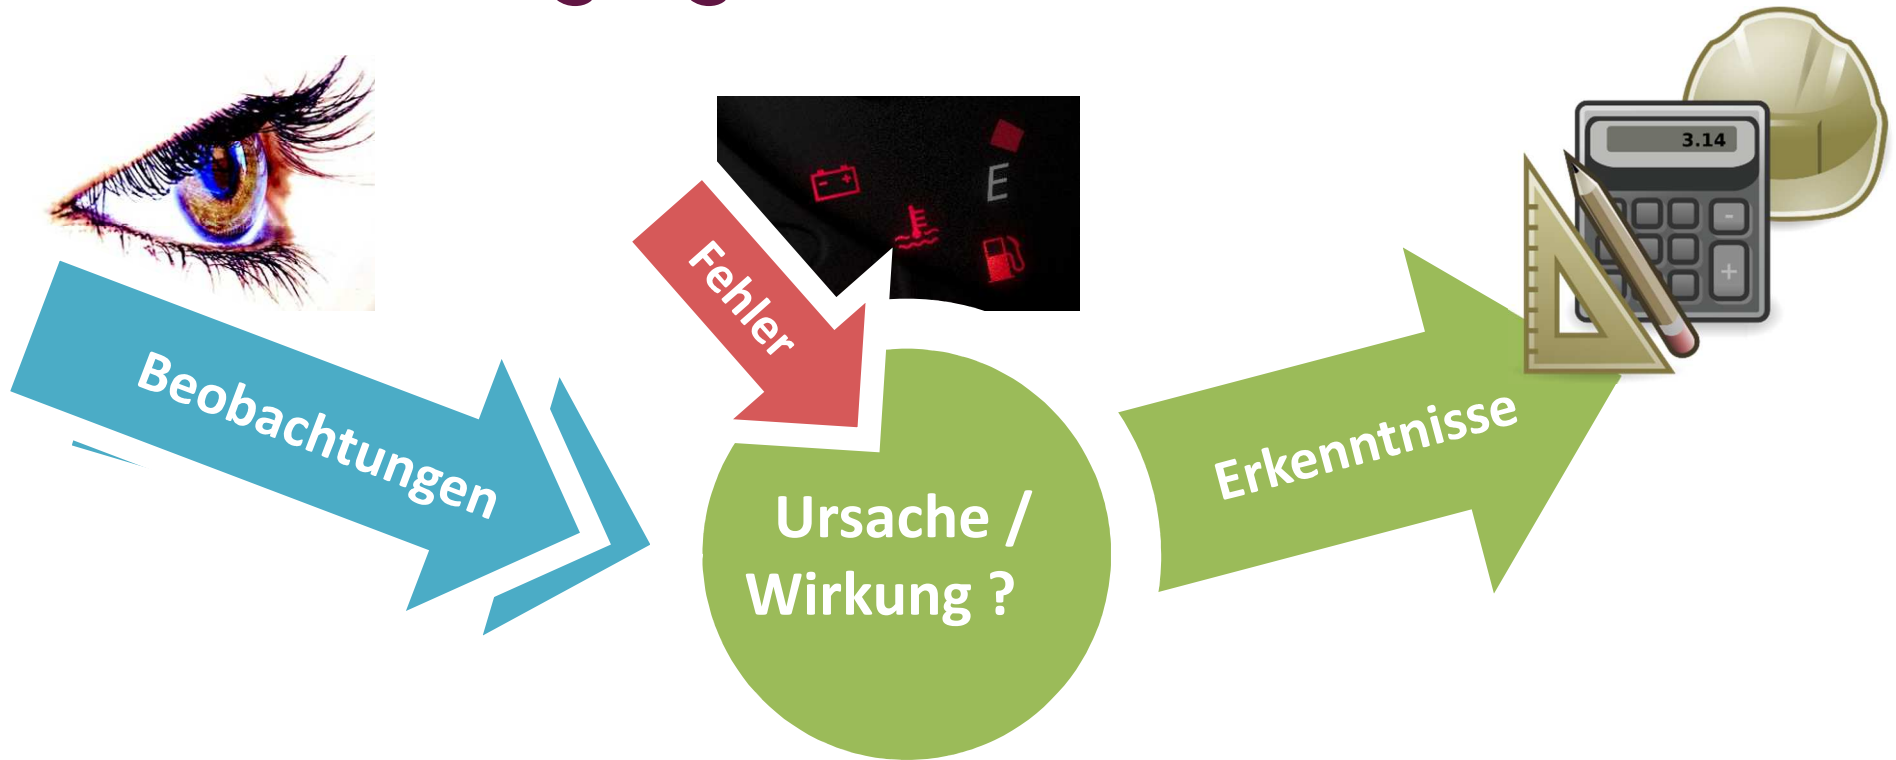 Beobachtungen
Fehler
E
Ursache /
Wirkung ?
Erkenntnisse
3.14
-
+